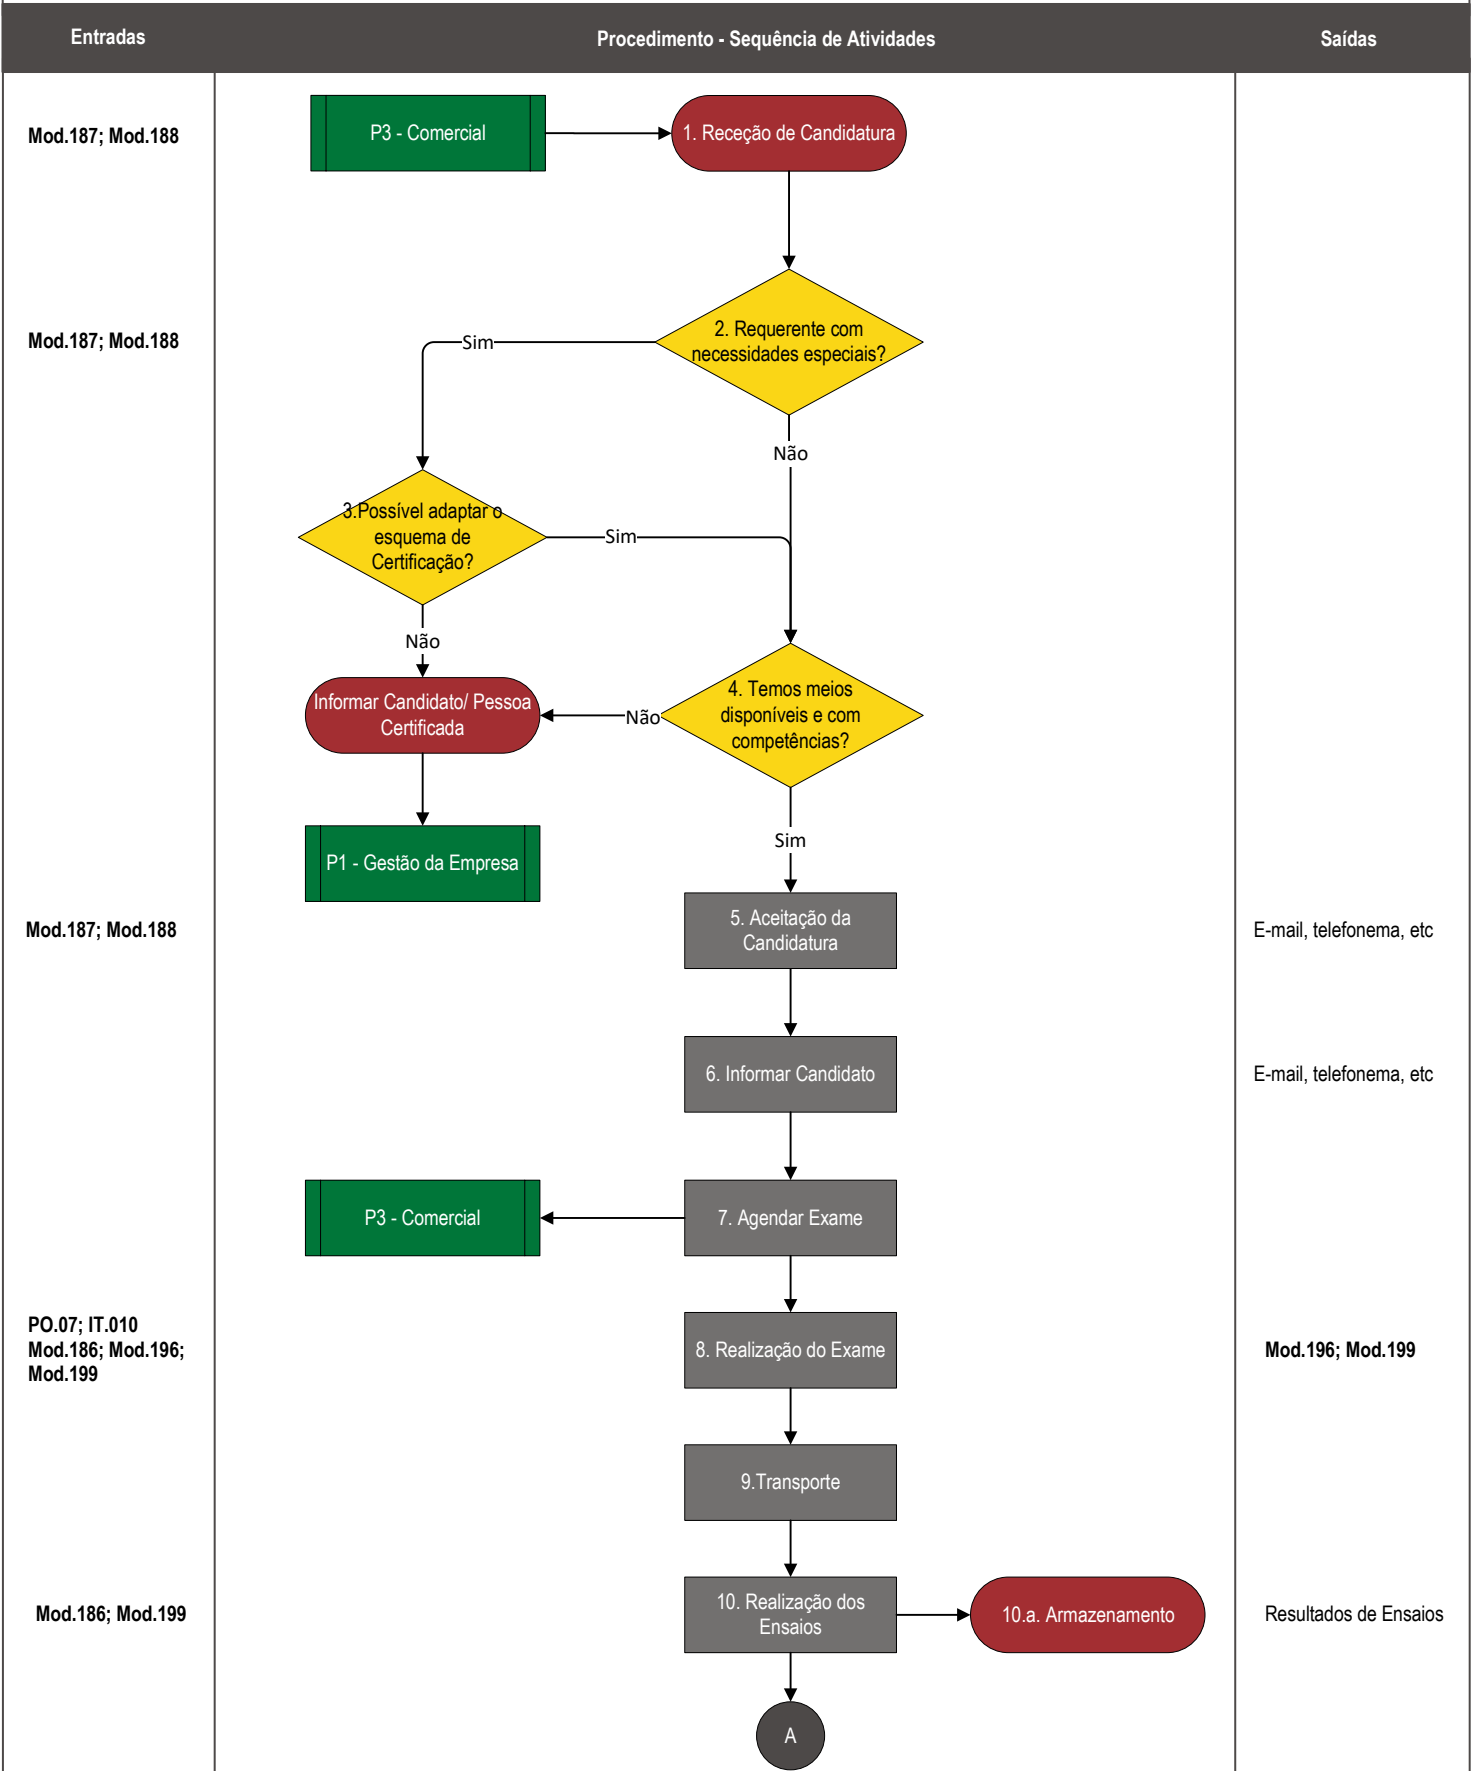 Entradas
Procedimento - Sequência de Atividades
Saídas
Mod.187; Mod.188
P3 - Comercial
1. Receção de Candidatura
Mod.187; Mod.188
2. Requerente com
necessidades especiais?
Sim
Não
3.Possível adaptar o
esquema de
Certificação?
Sim
Não
Informar Candidato/ Pessoa
Certificada
Não
4. Temos meios
disponíveis e com
competências?
P1 - Gestão da Empresa
Sim
Mod.187; Mod.188
5. Aceitação da
Candidatura
E-mail, telefonema, etc
6. Informar Candidato
E-mail, telefonema, etc
P3 - Comercial
7. Agendar Exame
PO.07; IT.010
Mod.186; Mod.196;
Mod.199
8. Realização do Exame
Mod.196; Mod.199
9.Transporte
Mod.186; Mod.199
10. Realização dos
Ensaios
10.a. Armazenamento
Resultados de Ensaios
A